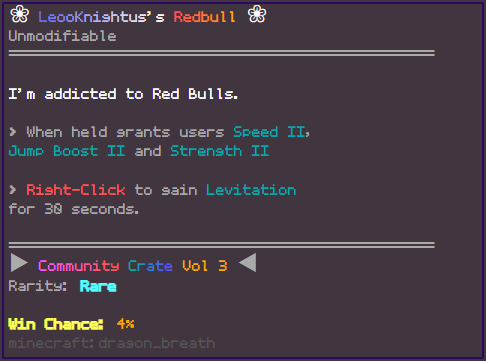 ❀ LeooKnightus's Redbull ❀
Unmodifiable
I'm addicted to Red Bulls.
> When held grants users Speed II,
Jump Boost II and Strength II
> Right-Click to gain Levitation
for 30 seconds.
▶ Community Crate Vol 3 ◀
Rarity: Rare
Win Chance: 4%
minecraft:dragon_breath